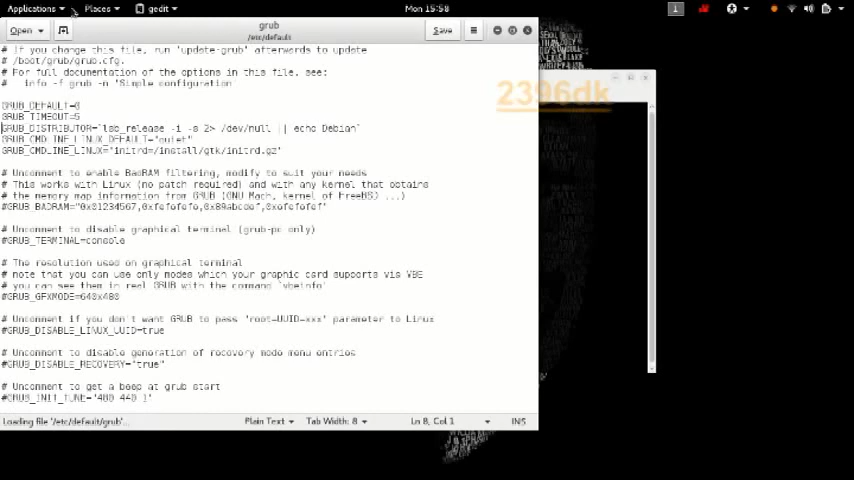 Applications Places gedit Mon 15:58 1
Open grub Save
/etc/default
# If you change this file, run 'update-grub' afterwards to update
# /boot/grub/grub.cfg.
# For full documentation of the options in this file, see:
#   info -f grub -n 'Simple configuration'
GRUB_DEFAULT=0
GRUB_TIMEOUT=5
GRUB_DISTRIBUTOR=`lsb_release -i -s 2> /dev/null || echo Debian`
GRUB_CMDLINE_LINUX_DEFAULT="quiet"
GRUB_CMDLINE_LINUX="initrd=/install/gtk/initrd.gz"
# Uncomment to enable BadRAM filtering, modify to suit your needs
# This works with Linux (no patch required) and with any kernel that obtains
# the memory map information from GRUB (GNU Mach, kernel of FreeBSD ...)
#GRUB_BADRAM="0x01234567,0xfefefefe,0x89abcdef,0xefefefef"
# Uncomment to disable graphical terminal (grub-pc only)
#GRUB_TERMINAL=console
# The resolution used on graphical terminal
# note that you can use only modes which your graphic card supports via VBE
# you can see them in real GRUB with the command `vbeinfo'
#GRUB_GFXMODE=640x480
# Uncomment if you don't want GRUB to pass "root=UUID=xxx" parameter to Linux
#GRUB_DISABLE_LINUX_UUID=true
# Uncomment to disable generation of recovery mode menu entries
#GRUB_DISABLE_RECOVERY="true"
# Uncomment to get a beep at grub start
#GRUB_INIT_TUNE="480 440 1"
Loading file '/etc/default/grub'... Plain Text Tab Width: 8 Ln 8, Col 1 INS
2396dk